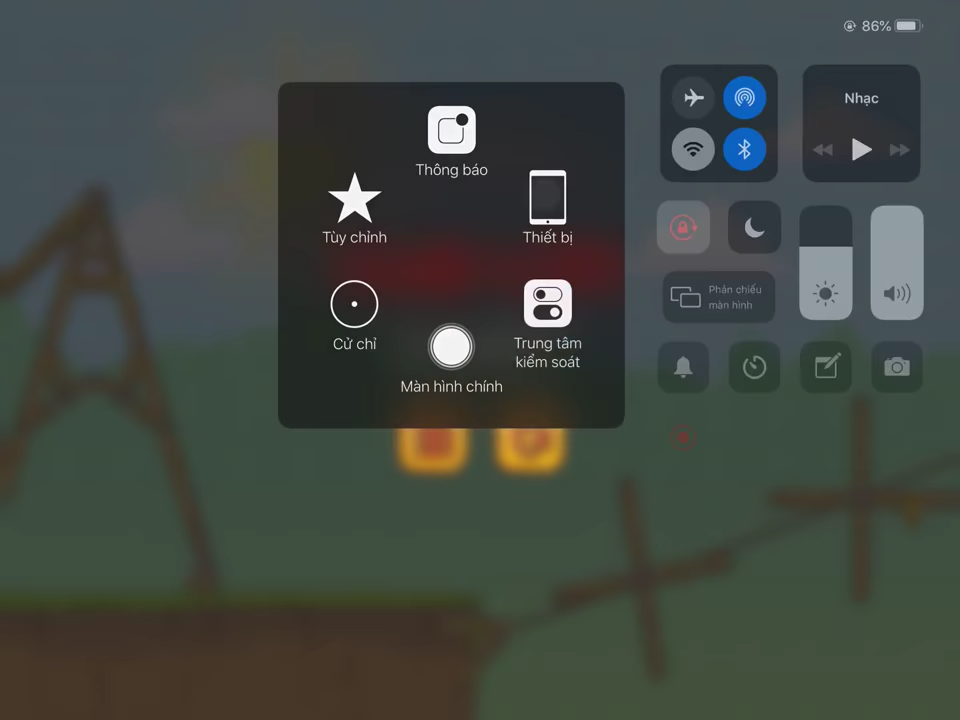 86%
Nhạc
Thông báo
Tùy chỉnh
Thiết bị
Phản chiếu
màn hình
Cử chỉ
Trung tâm
kiểm soát
Màn hình chính